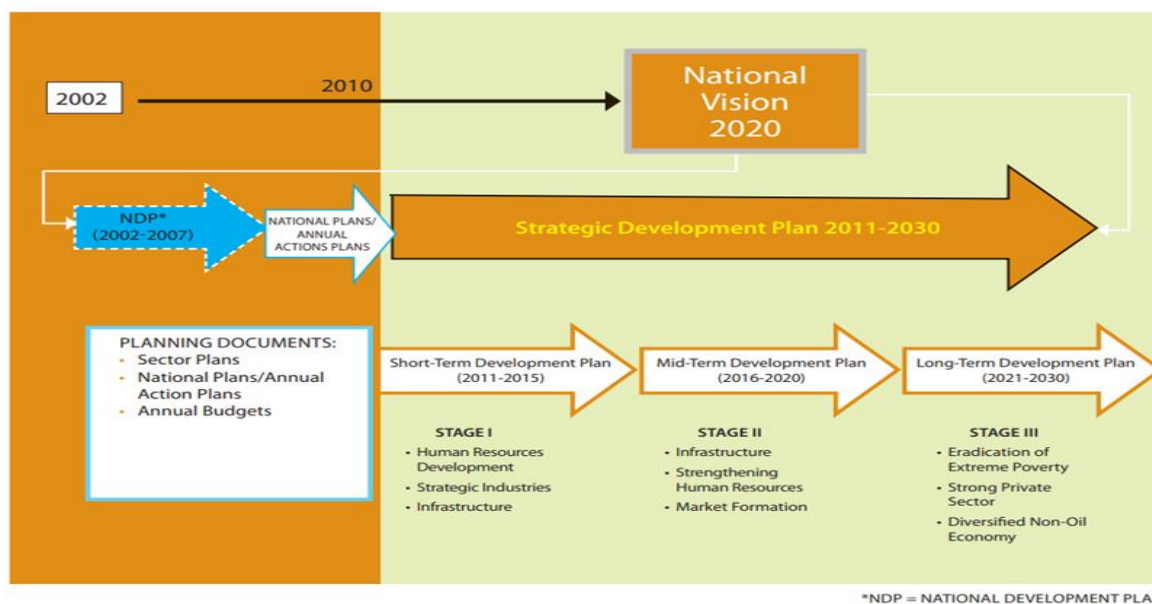 2002
2010
National
Vision
2020
NDP*
(2002-2007)
NATIONAL PLANS/
ANNUAL
ACTIONS PLANS
Strategic Development Plan 2011-2030
PLANNING DOCUMENTS:
• Sector Plans
• National Plans/Annual
Action Plans
• Annual Budgets
Short-Term Development Plan
(2011-2015)
Mid-Term Development Plan
(2016-2020)
Long-Term Development Plan
(2021-2030)
STAGE I
• Human Resources
Development
• Strategic Industries
• Infrastructure
STAGE II
• Infrastructure
• Strengthening
Human Resources
• Market Formation
STAGE III
• Eradication of
Extreme Poverty
• Strong Private
Sector
• Diversified Non-Oil
Economy
*NDP = NATIONAL DEVELOPMENT PLA